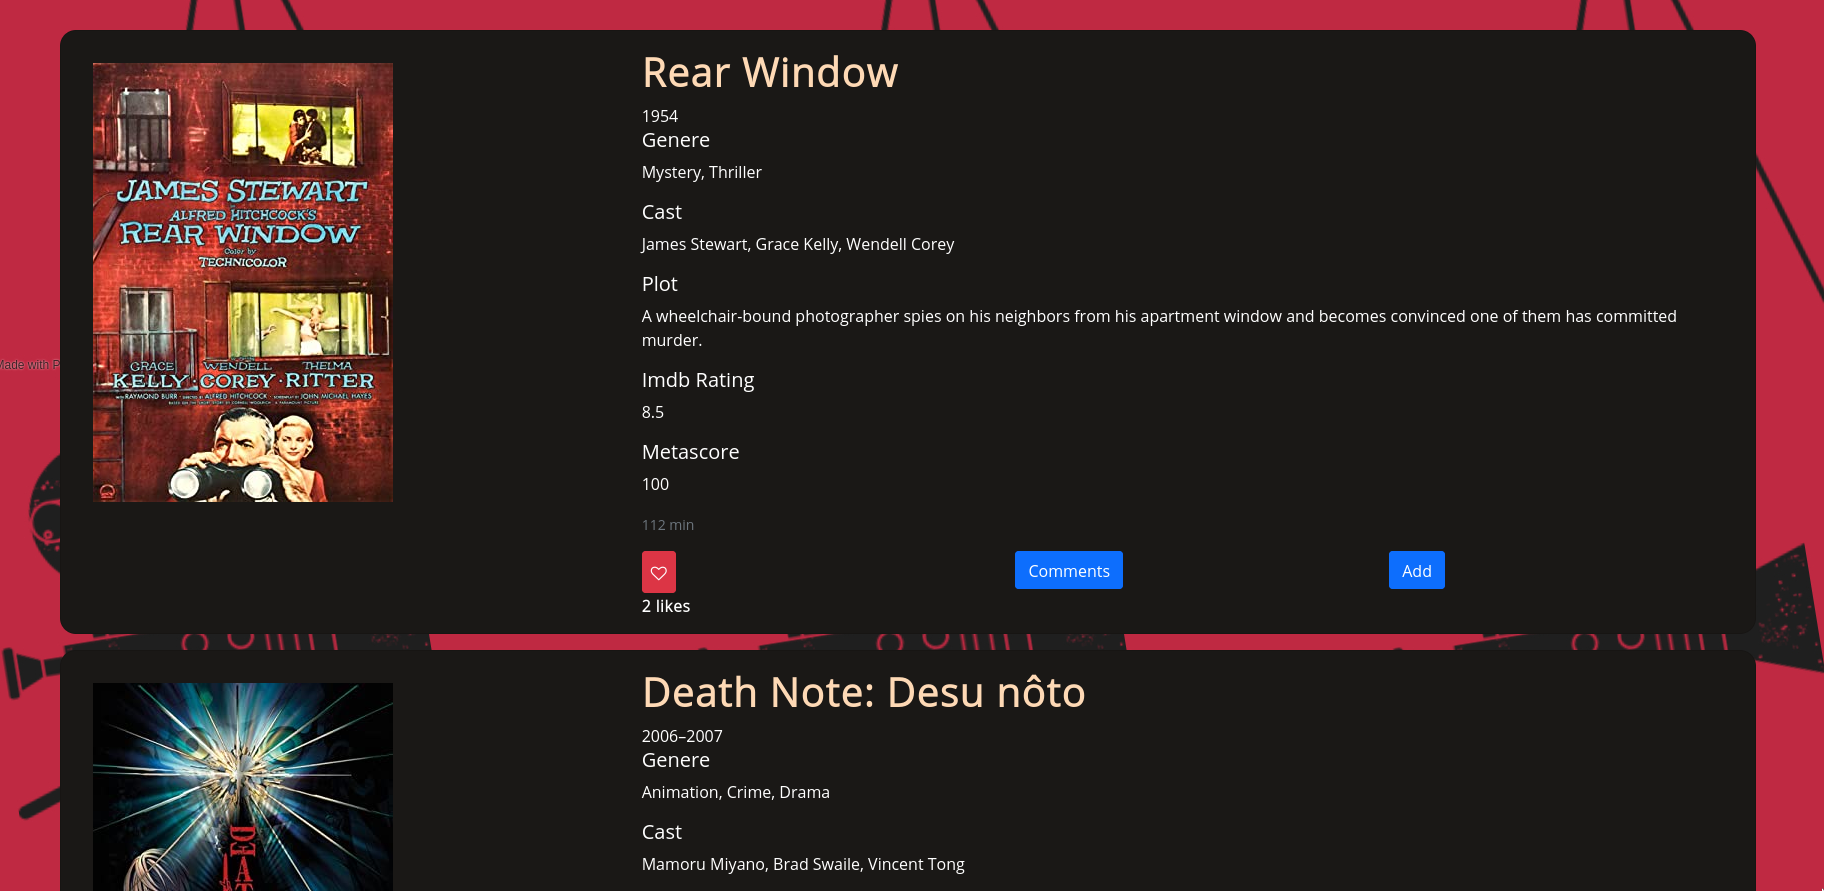 Rear Window
1954
Genere
Mystery, Thriller
Cast
James Stewart, Grace Kelly, Wendell Corey
Plot
A wheelchair-bound photographer spies on his neighbors from his apartment window and becomes convinced one of them has committed
murder.
Imdb Rating
8.5
Metascore
100
112 min
Comments
Add
2 likes
JAMES STEWART
ALFRED HITCHCOCK'S
REAR WINDOW
Color by
TECHNICOLOR
GRACE WENDELL THELMA
KELLY · COREY · RITTER
WITH RAYMOND BURR · DIRECTED BY ALFRED HITCHCOCK · SCREENPLAY BY JOHN MICHAEL HAYES
Made with P
Death Note: Desu nôto
2006–2007
Genere
Animation, Crime, Drama
Cast
Mamoru Miyano, Brad Swaile, Vincent Tong
DEAT